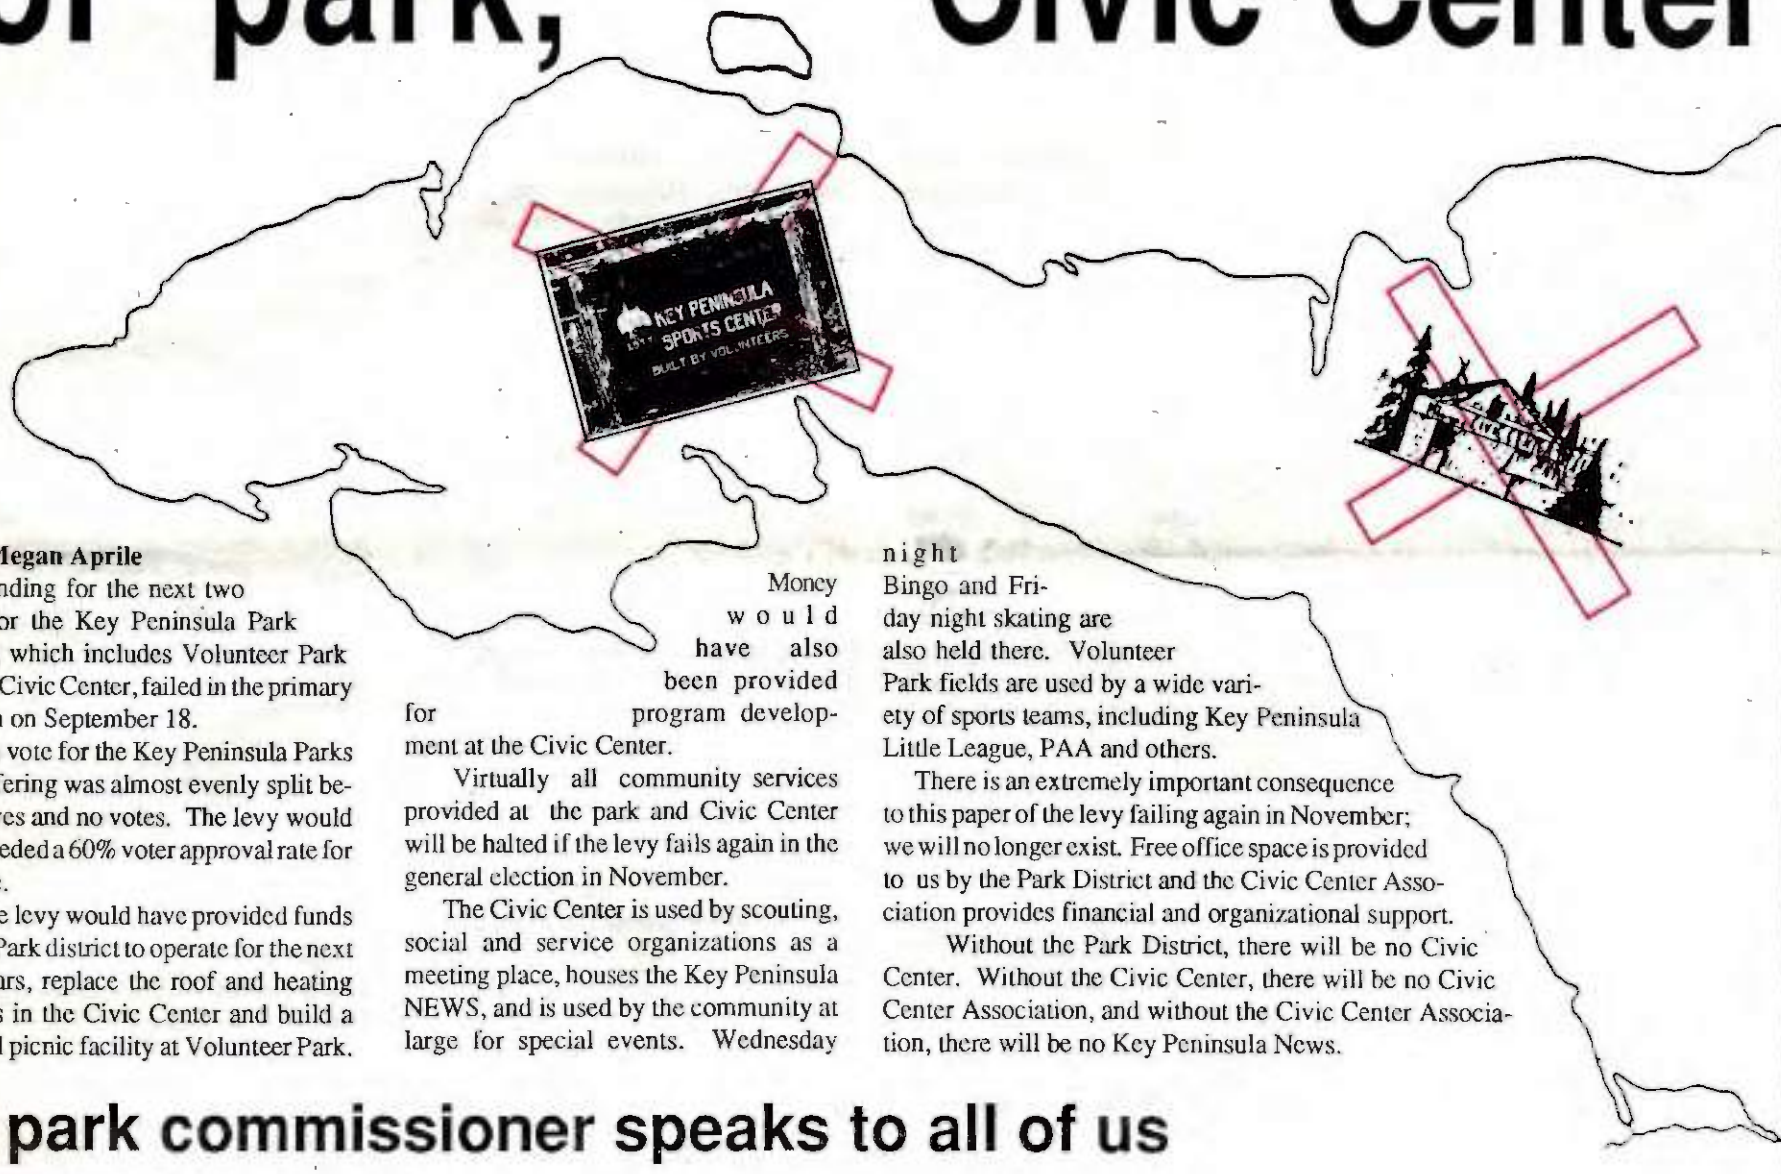 or park, Civic Center
KEY PENINSULA
SPORTS CENTER
BUILT BY VOLUNTEERS
Megan Aprile
nding for the next two
or the Key Peninsula Park
which includes Volunteer Park
Civic Center, failed in the primary
n on September 18.
vote for the Key Peninsula Parks
fering was almost evenly split be-
res and no votes. The levy would
eded a 60% voter approval rate for
e levy would have provided funds
Park district to operate for the next
ars, replace the roof and heating
s in the Civic Center and build a
l picnic facility at Volunteer Park.
Money
would
have also
been provided
for program develop-
ment at the Civic Center.
Virtually all community services
provided at the park and Civic Center
will be halted if the levy fails again in the
general election in November.
The Civic Center is used by scouting,
social and service organizations as a
meeting place, houses the Key Peninsula
NEWS, and is used by the community at
large for special events. Wednesday
night
Bingo and Fri-
day night skating are
also held there. Volunteer
Park fields are used by a wide vari-
ety of sports teams, including Key Peninsula
Little League, PAA and others.
There is an extremely important consequence
to this paper of the levy failing again in November;
we will no longer exist. Free office space is provided
to us by the Park District and the Civic Center Asso-
ciation provides financial and organizational support.
Without the Park District, there will be no Civic
Center. Without the Civic Center, there will be no Civic
Center Association, and without the Civic Center Associa-
tion, there will be no Key Peninsula News.
park commissioner speaks to all of us